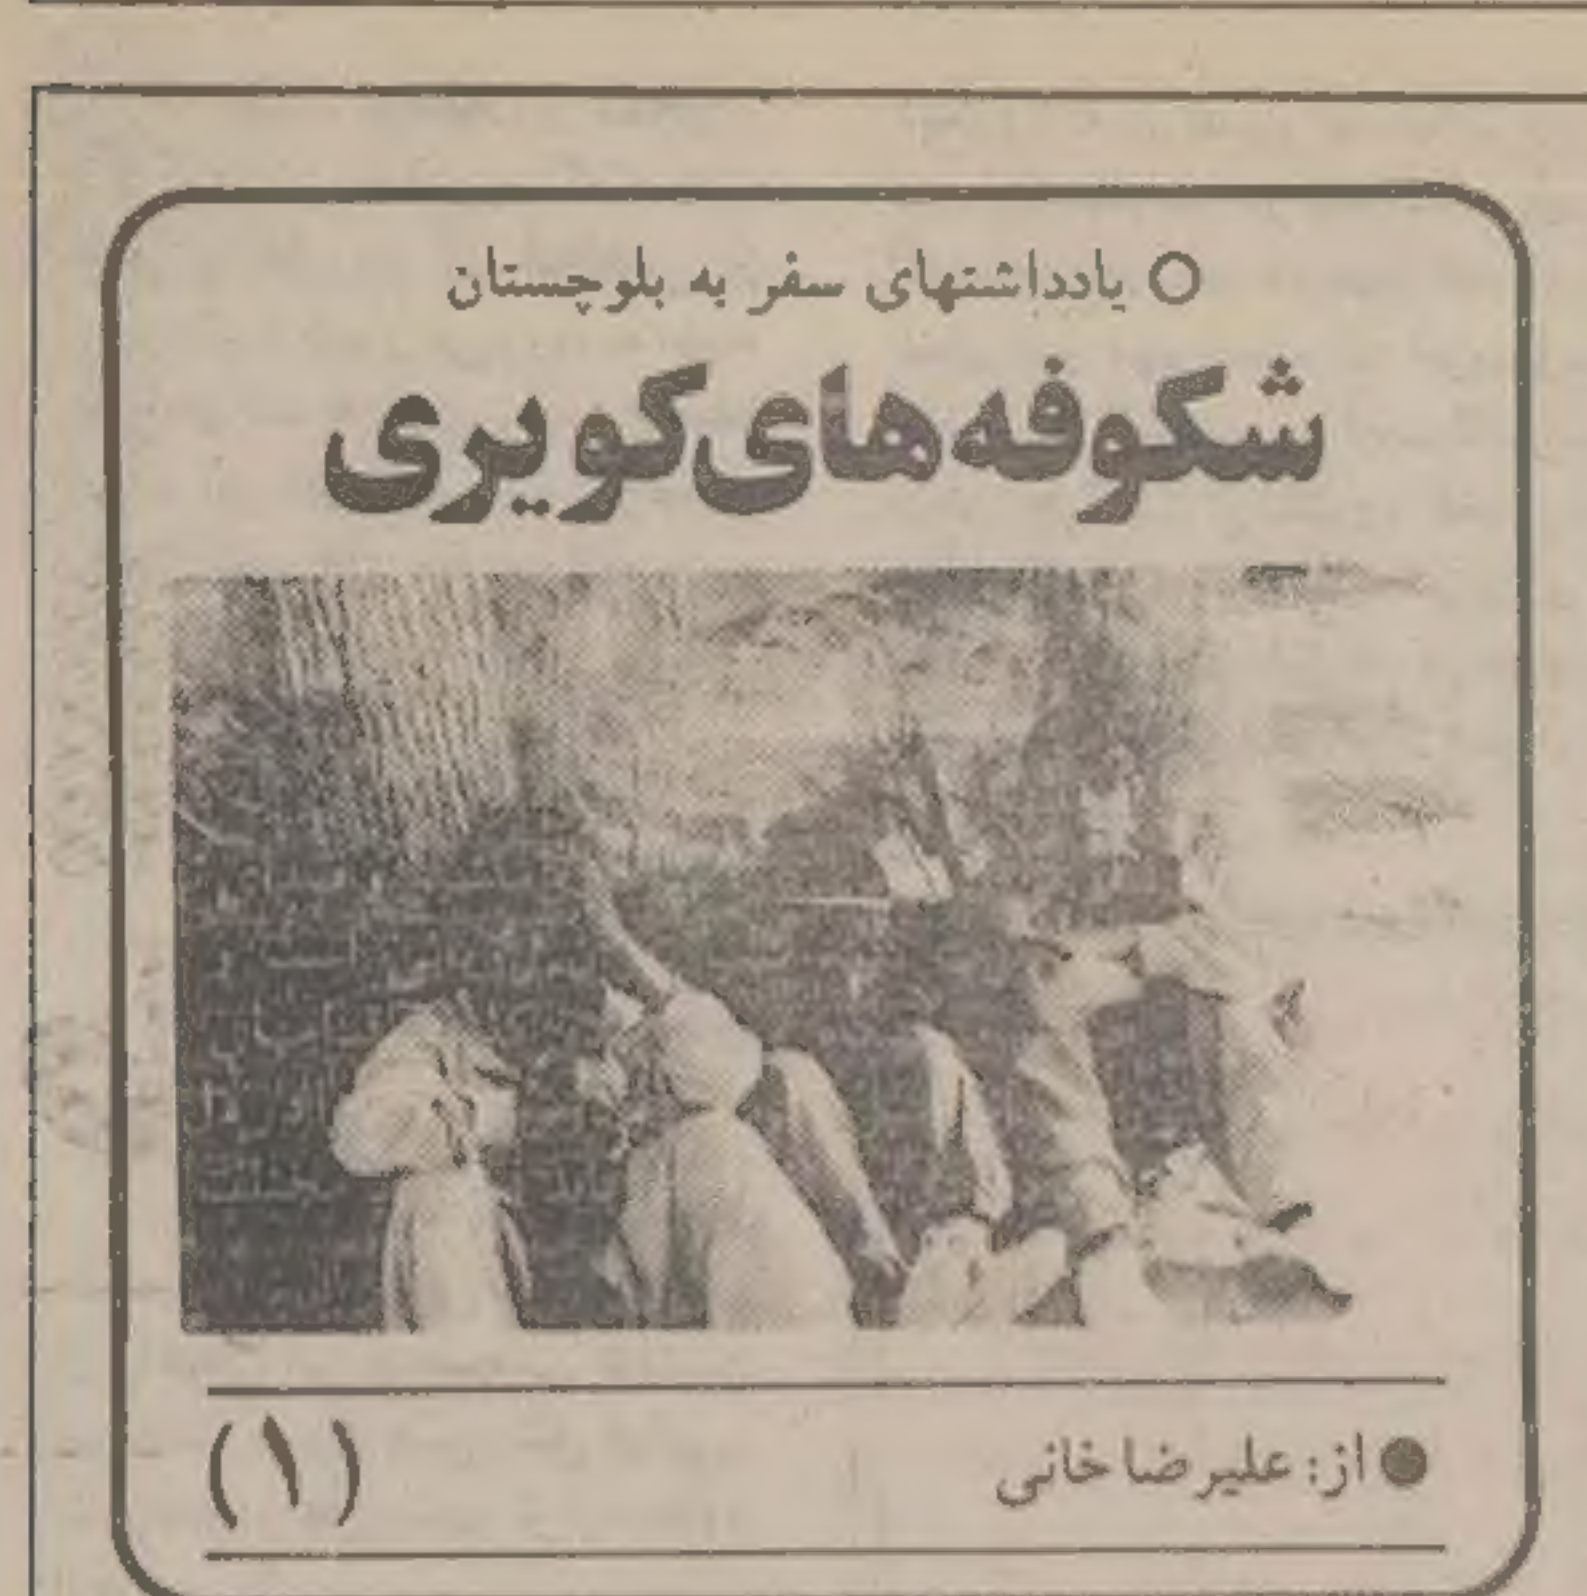 ○ یادداشتهای سفر به بلوچستان
شکوفه‌های کویری
● از: علیرضا خانی
(۱)